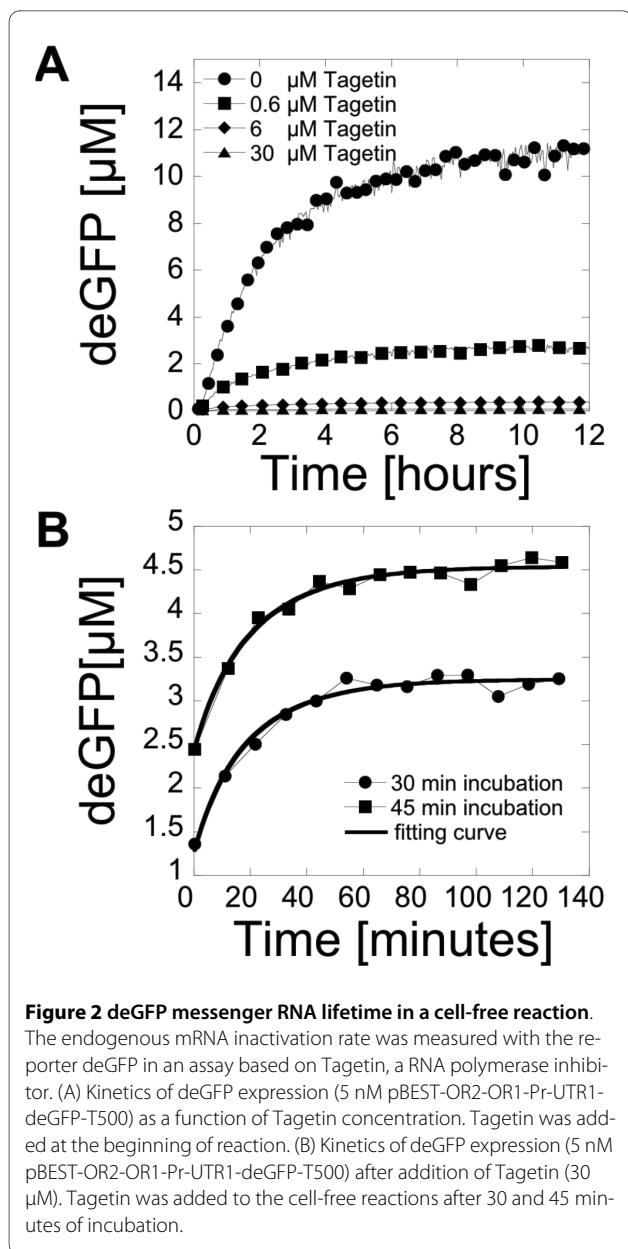 A
deGFP [µM]
14
12
10
8
6
4
2
0
0 µM Tagetin
0.6 µM Tagetin
6 µM Tagetin
30 µM Tagetin
0 2 4 6 8 10 12
Time [hours]
B
deGFP[µM]
5
4.5
4
3.5
3
2.5
2
1.5
1
30 min incubation
45 min incubation
fitting curve
0 20 40 60 80 100 120 140
Time [minutes]
Figure 2 deGFP messenger RNA lifetime in a cell-free reaction.
The endogenous mRNA inactivation rate was measured with the re-
porter deGFP in an assay based on Tagetin, a RNA polymerase inhibi-
tor. (A) Kinetics of deGFP expression (5 nM pBEST-OR2-OR1-Pr-UTR1-
deGFP-T500) as a function of Tagetin concentration. Tagetin was add-
ed at the beginning of reaction. (B) Kinetics of deGFP expression (5 nM
pBEST-OR2-OR1-Pr-UTR1-deGFP-T500) after addition of Tagetin (30
µM). Tagetin was added to the cell-free reactions after 30 and 45 min-
utes of incubation.